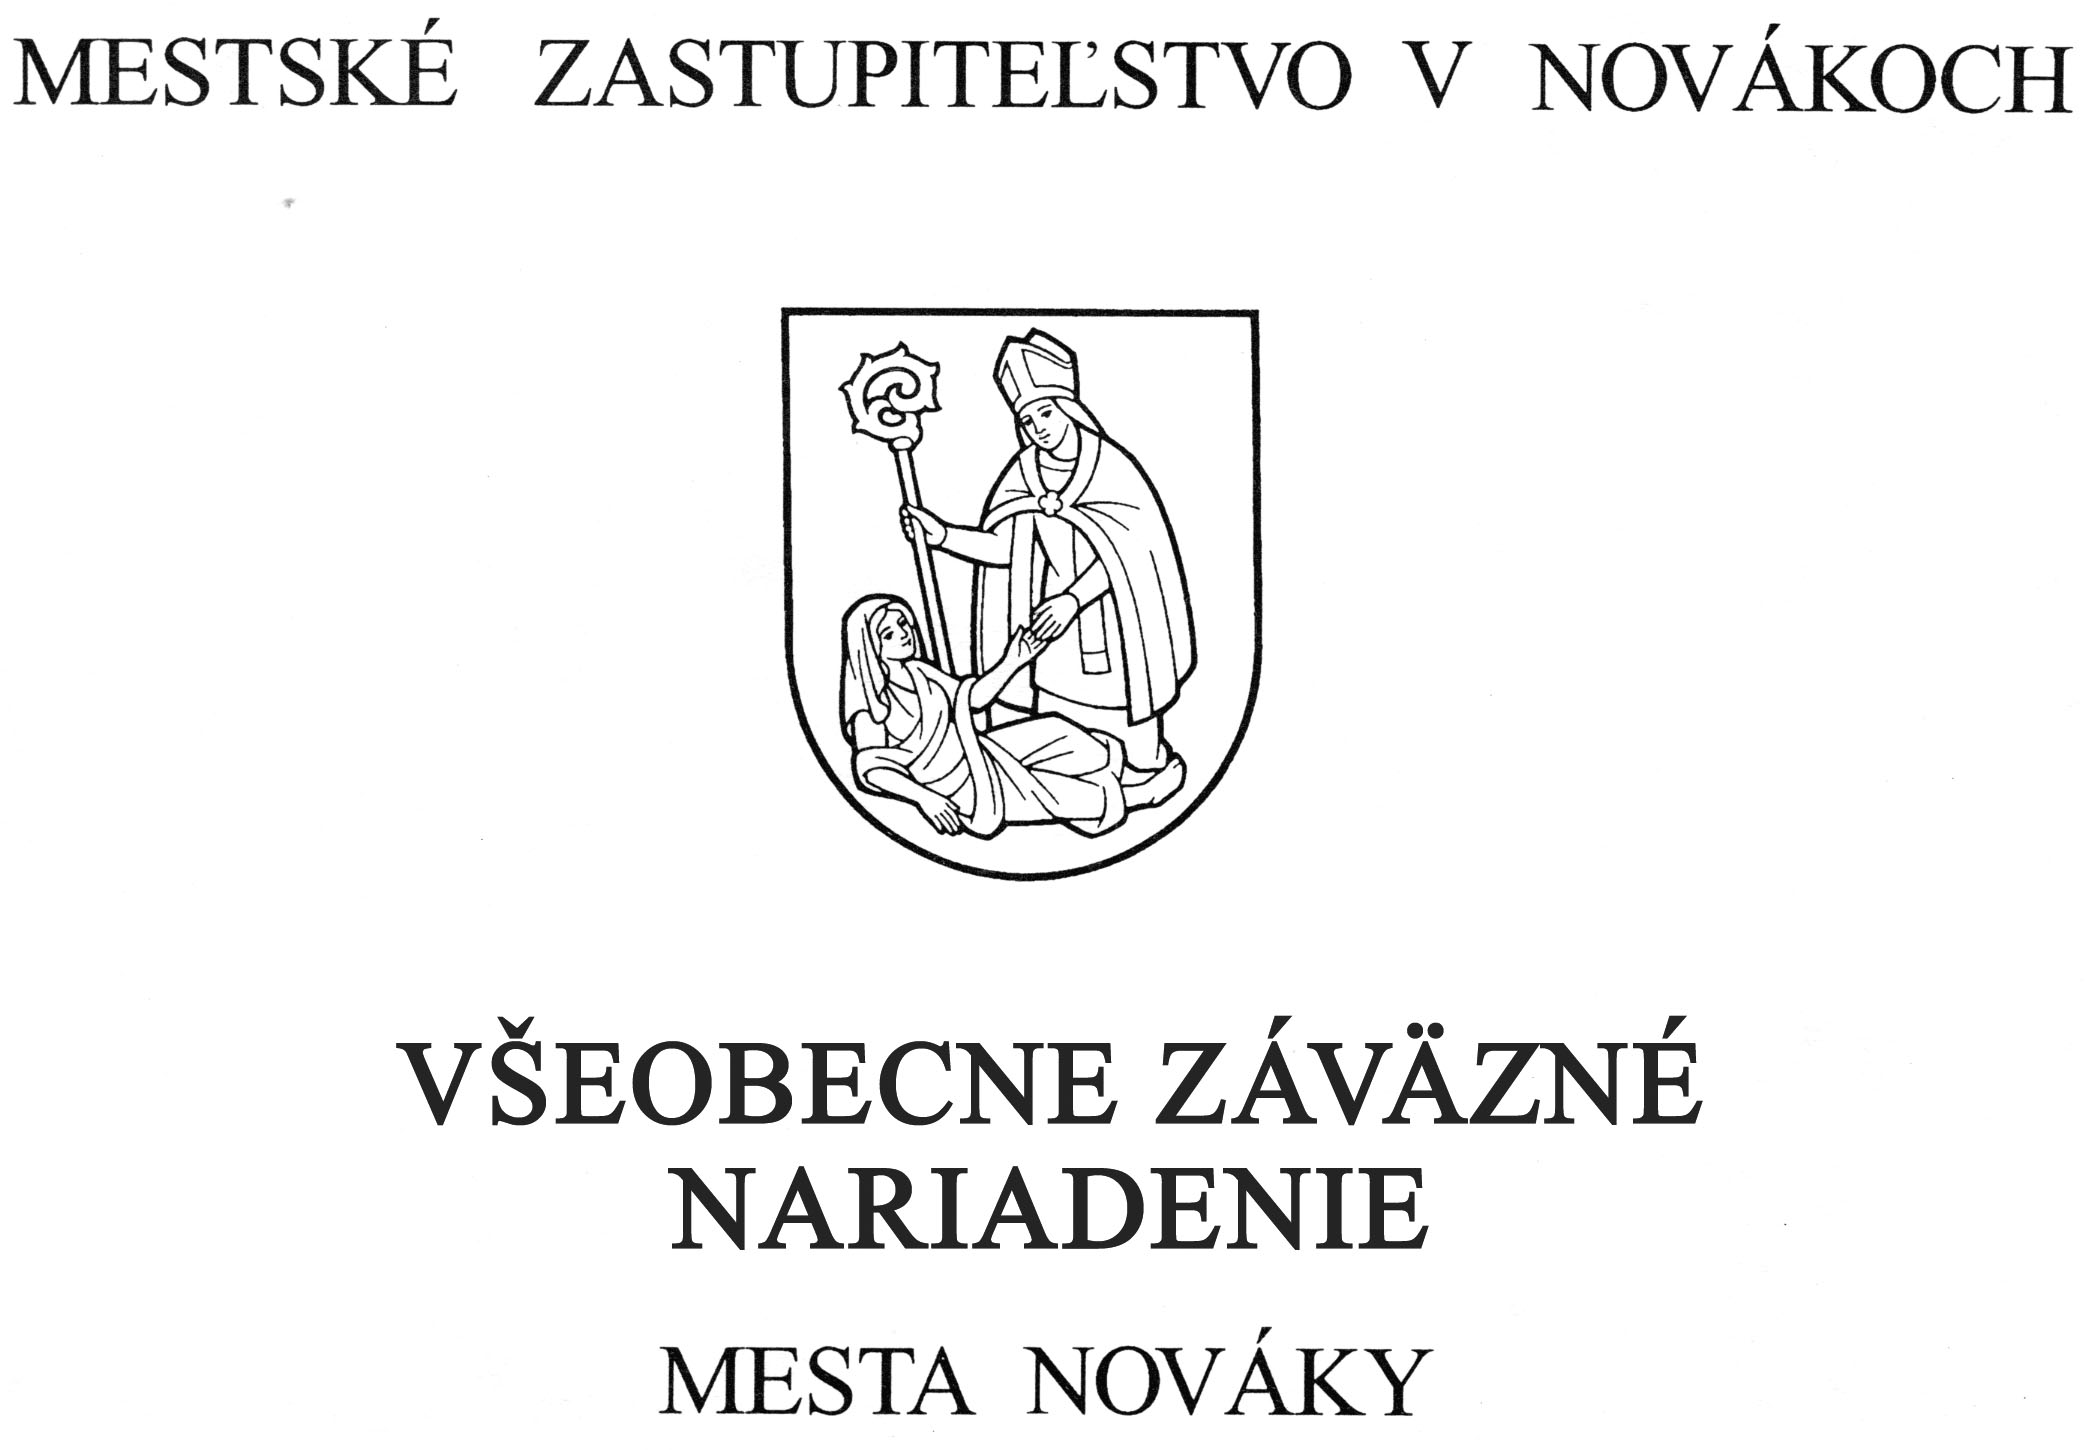 MESTSKÉ ZASTUPITEĽSTVO V NOVÁKOCH
VŠEOBECNE ZÁVÄZNÉ
NARIADENIE
MESTA NOVÁKY